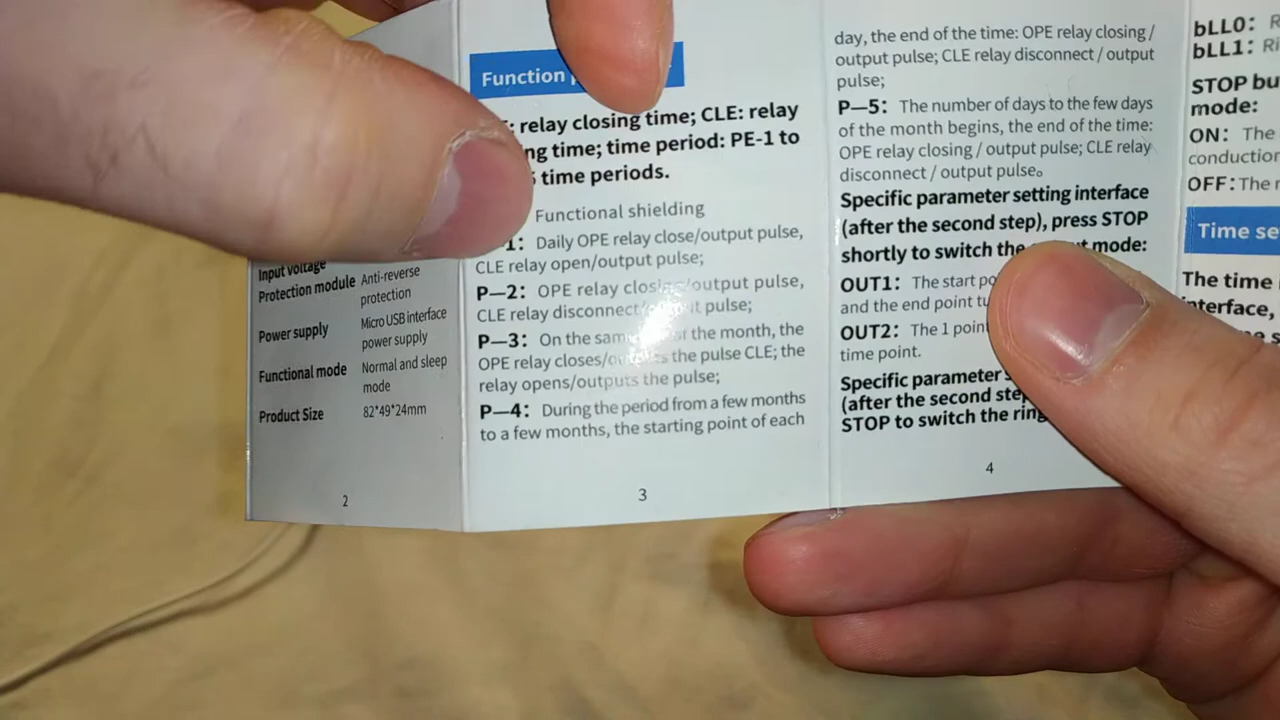 Input voltage
Protection module Anti-reverse
protection
Power supply Micro USB interface
power supply
Functional mode Normal and sleep
mode
Product Size 82*49*24mm
2
Function
: relay closing time; CLE: relay
time; time period: PE-1 to
time periods.
Functional shielding
1: Daily OPE relay close/output pulse,
CLE relay open/output pulse;
P—2: OPE relay closing/output pulse,
CLE relay disconnect/output pulse;
P—3: On the same of the month, the
OPE relay closes/outputs the pulse CLE; the
relay opens/outputs the pulse;
P—4: During the period from a few months
to a few months, the starting point of each
3
day, the end of the time: OPE relay closing /
output pulse; CLE relay disconnect / output
pulse;
P—5: The number of days to the few days
of the month begins, the end of the time:
OPE relay closing / output pulse; CLE relay
disconnect / output pulse。
Specific parameter setting interface
(after the second step), press STOP
shortly to switch the mode:
OUT1: The start
and the end point
OUT2: The 1
time point.
Specific parameter
(after the second
STOP to switch the ring
4
bLL0:
bLL1:
STOP
mode:
ON: The
OFF: The
Time
The time
interface,